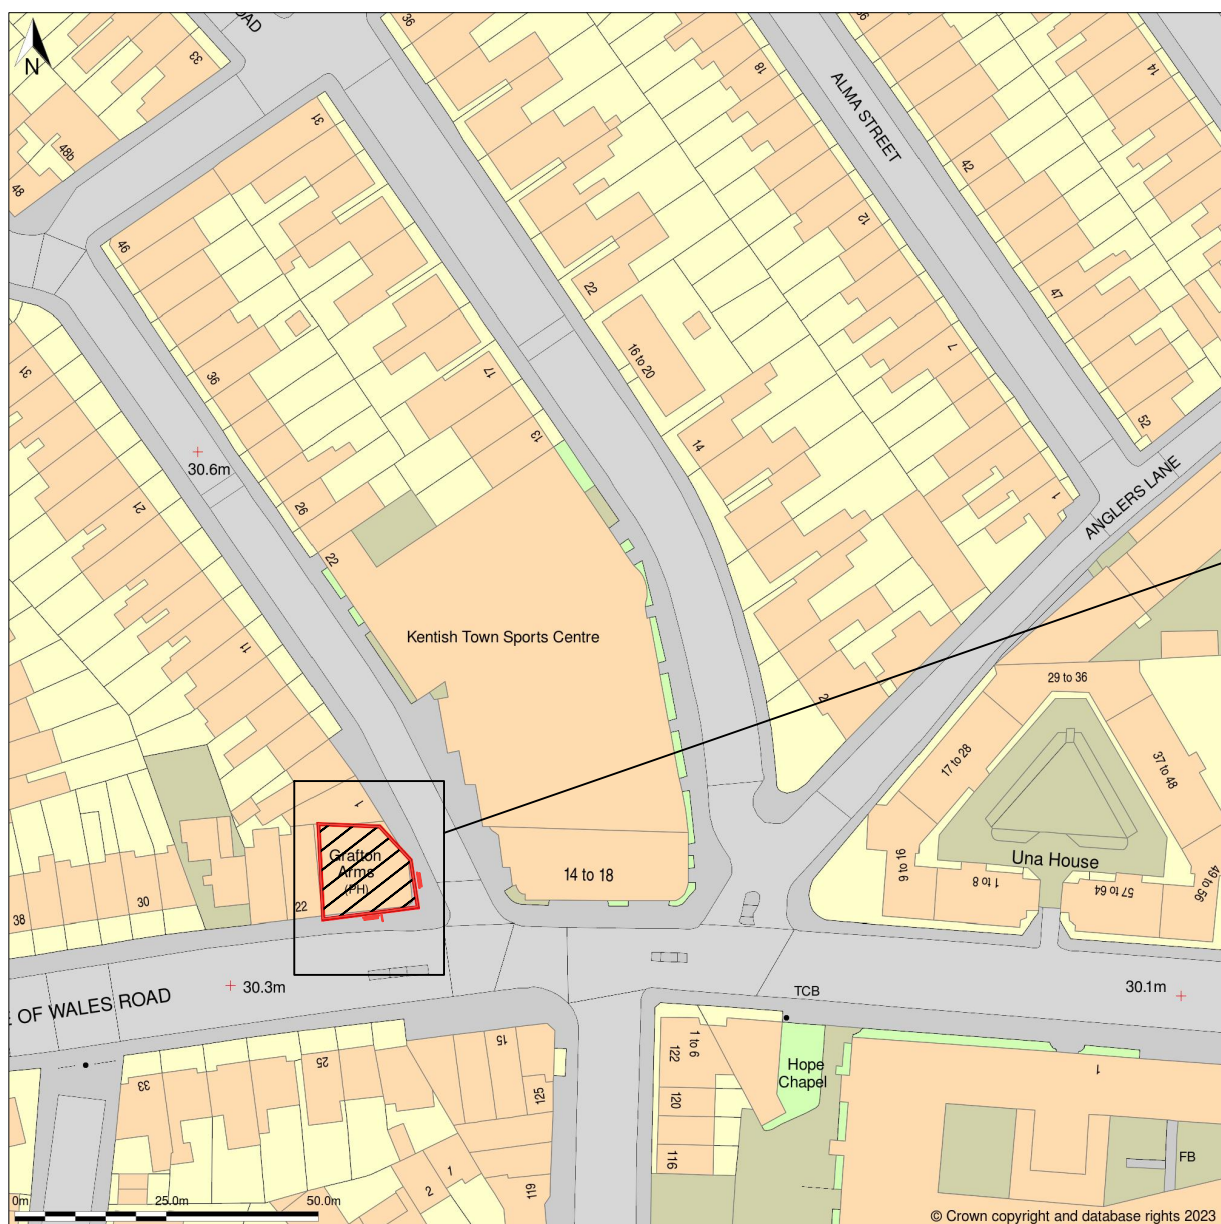 OAD
36
33
N
18
14
ALMA STREET
31
48b
48
42
12
46
22
47
7
16 to 20
31
36
17
52
14
13
30.6m
ANGLERS LANE
1
21
26
22
Kentish Town Sports Centre
11
29 to 36
2
17 to 28
37 to 48
1
Grafton
Arms
(PH)
Una House
14 to 18
9 to 16
1 to 8
57 to 64
49 to 56
38
30
22
30.3m
E OF WALES ROAD
TCB
30.1m
15
25
33
125
1 to 6
122
120
116
Hope
Chapel
1
1
2
119
FB
0m
25.0m
50.0m
© Crown copyright and database rights 2023